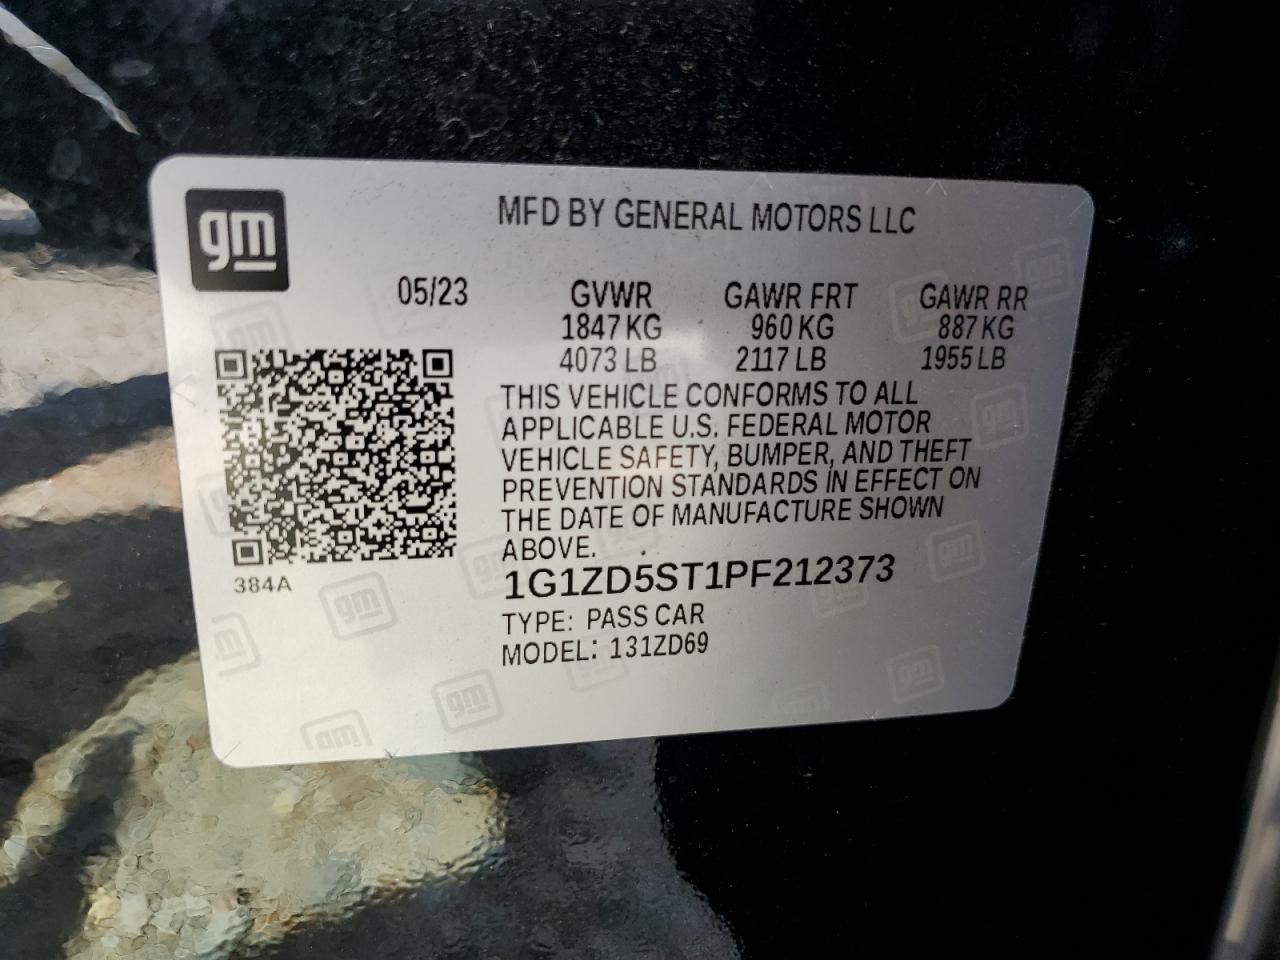 gm
MFD BY GENERAL MOTORS LLC
05/23 GVWR GAWR FRT GAWR RR
1847 KG 960 KG 887 KG
4073 LB 2117 LB 1955 LB
THIS VEHICLE CONFORMS TO ALL
APPLICABLE U.S. FEDERAL MOTOR
VEHICLE SAFETY, BUMPER, AND THEFT
PREVENTION STANDARDS IN EFFECT ON
THE DATE OF MANUFACTURE SHOWN
ABOVE.
384A
1G1ZD5ST1PF212373
TYPE: PASS CAR
MODEL: 131ZD69